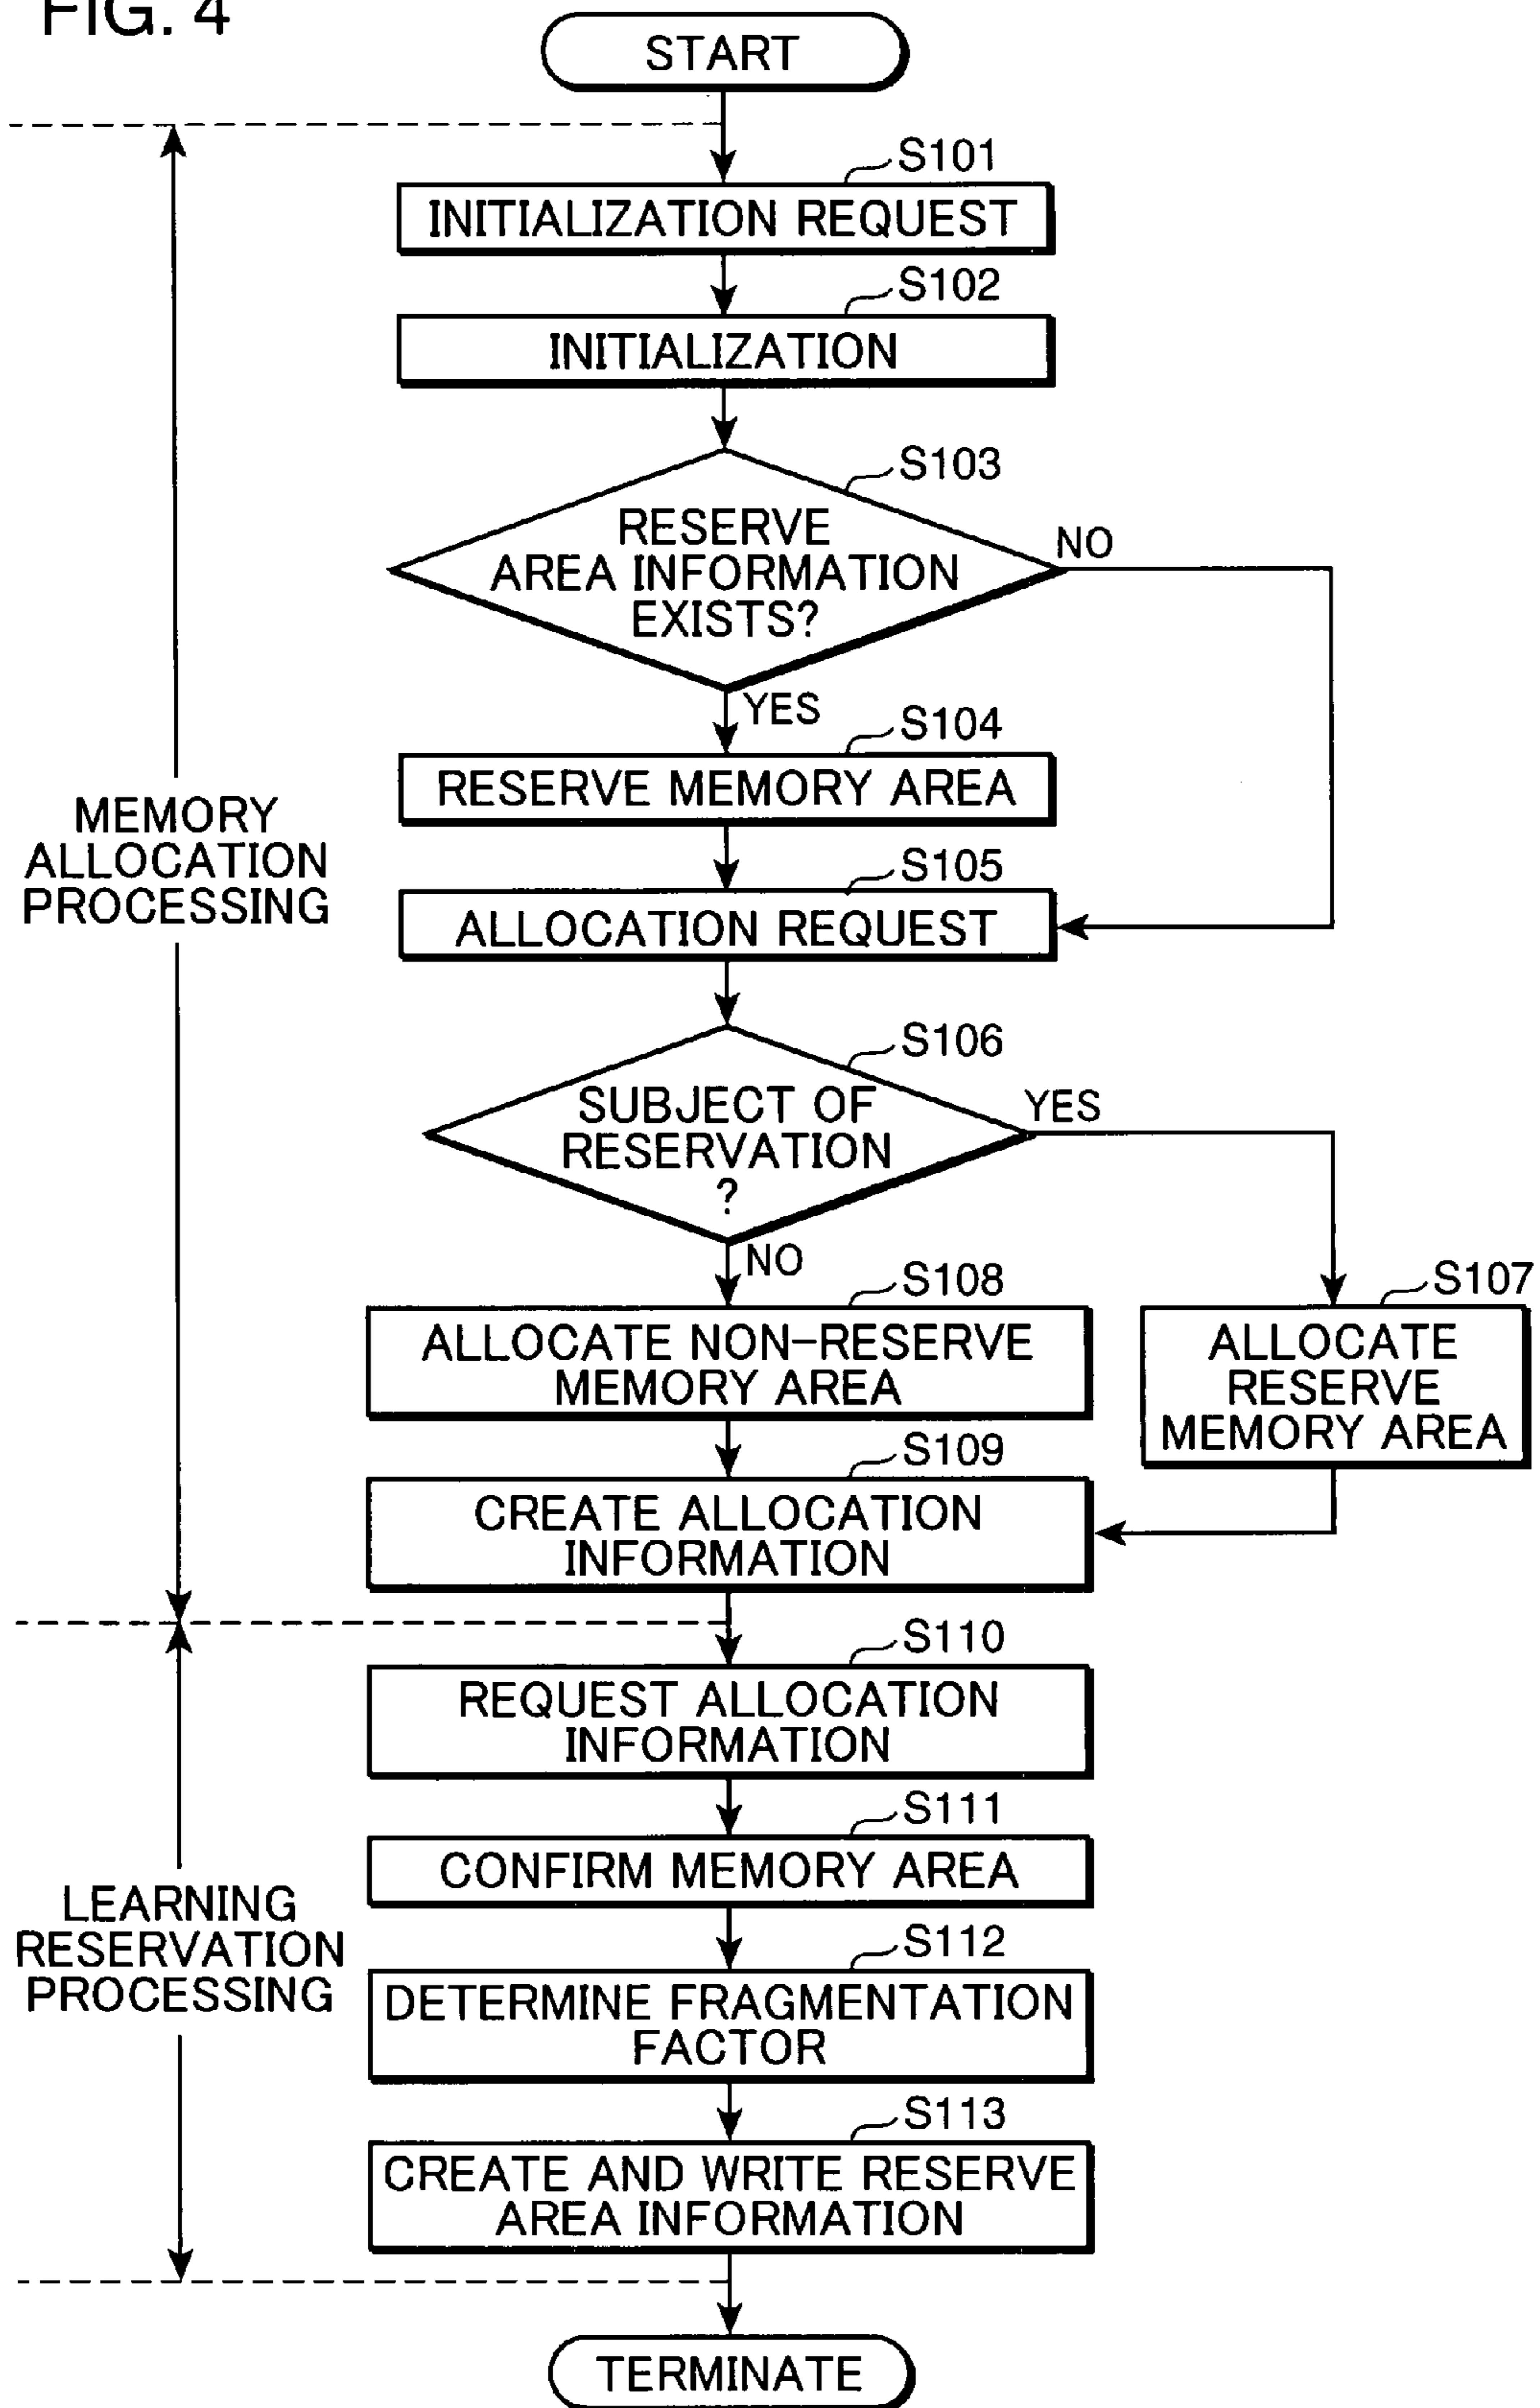 FIG. 4
START
S101
INITIALIZATION REQUEST
S102
INITIALIZATION
S103
RESERVE
AREA INFORMATION
EXISTS?
NO
YES
S104
RESERVE MEMORY AREA
MEMORY
ALLOCATION
PROCESSING
S105
ALLOCATION REQUEST
S106
SUBJECT OF
RESERVATION
?
YES
NO
S108
ALLOCATE NON-RESERVE
MEMORY AREA
S107
ALLOCATE
RESERVE
MEMORY AREA
S109
CREATE ALLOCATION
INFORMATION
S110
REQUEST ALLOCATION
INFORMATION
S111
CONFIRM MEMORY AREA
LEARNING
RESERVATION
PROCESSING
S112
DETERMINE FRAGMENTATION
FACTOR
S113
CREATE AND WRITE RESERVE
AREA INFORMATION
TERMINATE